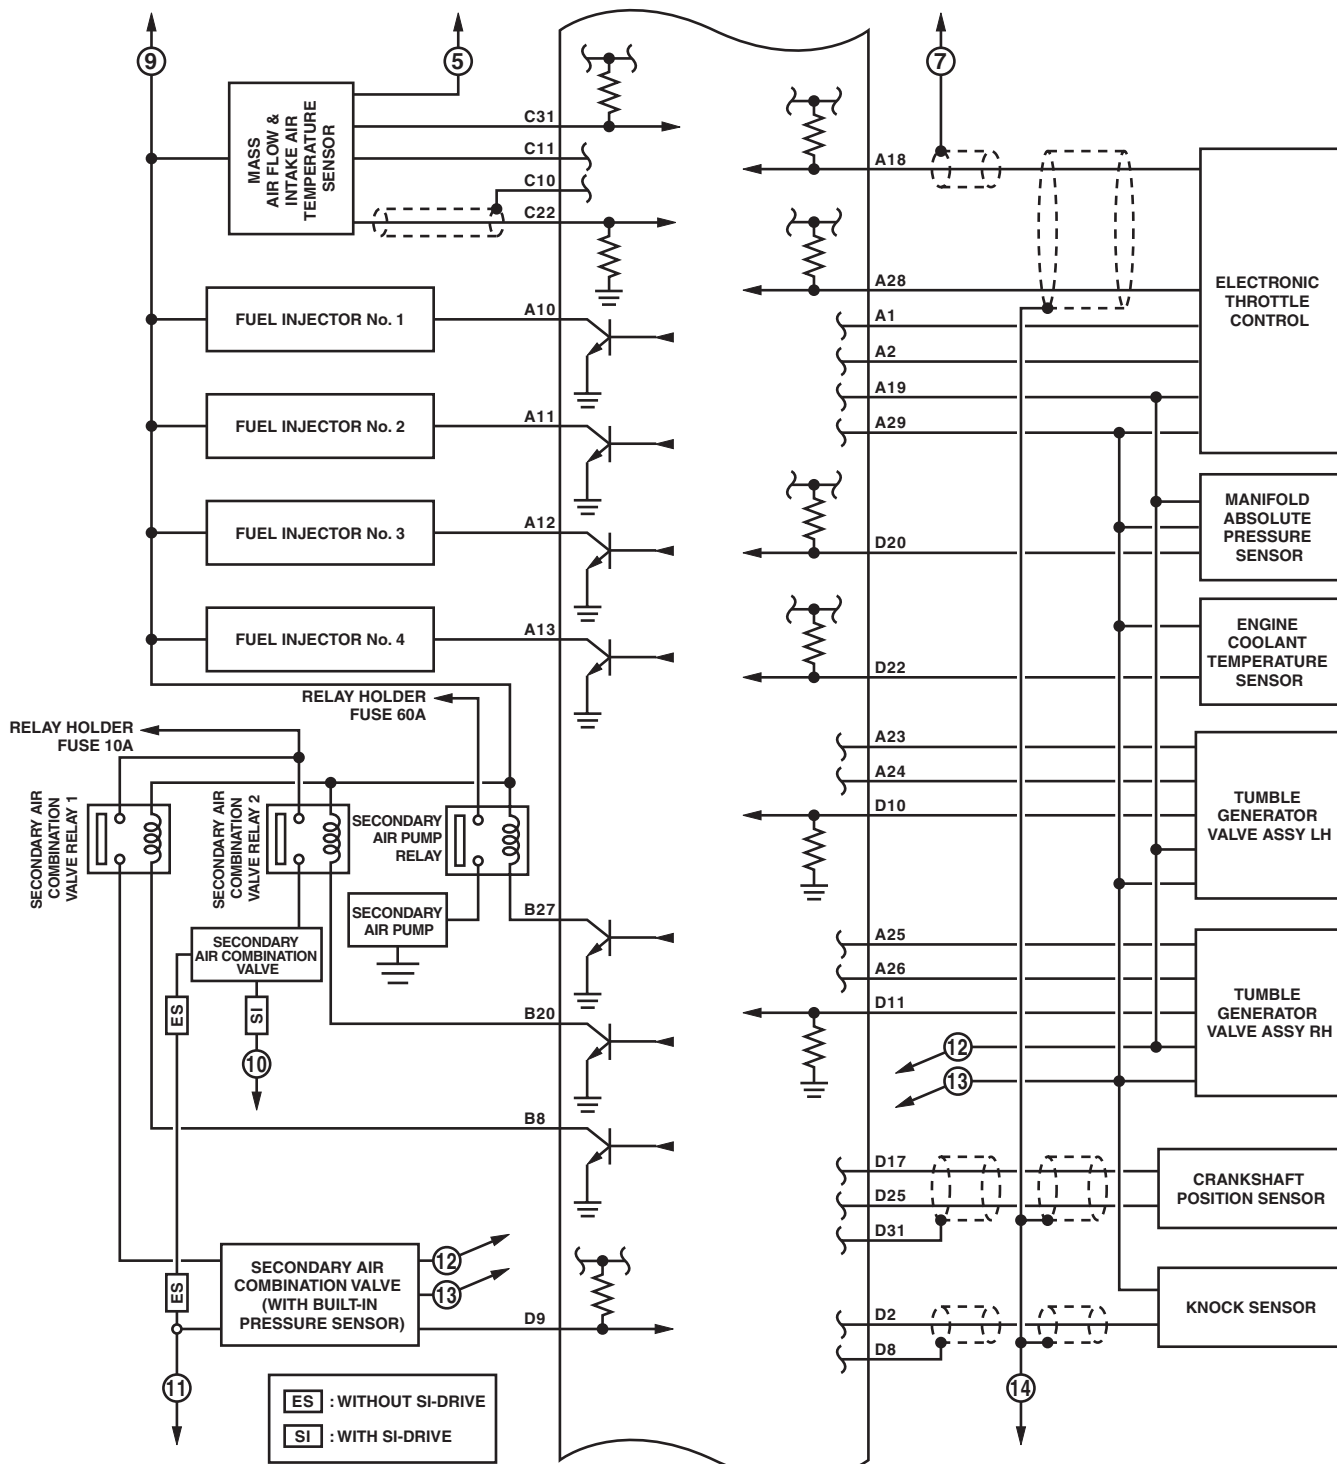 9
5
7
MASS
AIR FLOW &
INTAKE AIR
TEMPERATURE
SENSOR
C31
C11
C10
C22
A18
A28
A1
A2
A19
A29
ELECTRONIC
THROTTLE
CONTROL
FUEL INJECTOR No. 1
A10
FUEL INJECTOR No. 2
A11
FUEL INJECTOR No. 3
A12
FUEL INJECTOR No. 4
A13
D20
MANIFOLD
ABSOLUTE
PRESSURE
SENSOR
D22
ENGINE
COOLANT
TEMPERATURE
SENSOR
RELAY HOLDER
FUSE 60A
RELAY HOLDER
FUSE 10A
SECONDARY AIR
COMBINATION
VALVE RELAY 1
SECONDARY AIR
COMBINATION
VALVE RELAY 2
SECONDARY
AIR PUMP
RELAY
A23
A24
D10
TUMBLE
GENERATOR
VALVE ASSY LH
SECONDARY
AIR PUMP
B27
SECONDARY
AIR COMBINATION
VALVE
ES
SI
10
B20
B8
A25
A26
D11
12
13
TUMBLE
GENERATOR
VALVE ASSY RH
D17
D25
D31
CRANKSHAFT
POSITION SENSOR
SECONDARY AIR
COMBINATION VALVE
(WITH BUILT-IN
PRESSURE SENSOR)
12
13
D9
ES
11
D2
D8
KNOCK SENSOR
14
ES : WITHOUT SI-DRIVE
SI : WITH SI-DRIVE